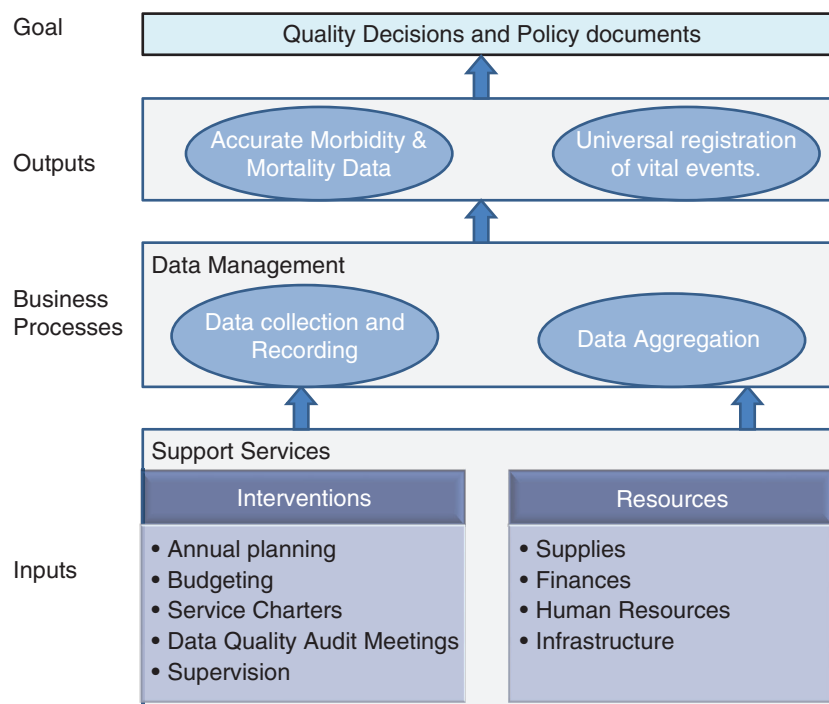 Goal
Quality Decisions and Policy documents
Outputs
Accurate Morbidity &
Mortality Data
Universal registration
of vital events.
Business
Processes
Data Management
Data collection and
Recording
Data Aggregation
Inputs
Support Services
Interventions
• Annual planning
• Budgeting
• Service Charters
• Data Quality Audit Meetings
• Supervision
Resources
• Supplies
• Finances
• Human Resources
• Infrastructure